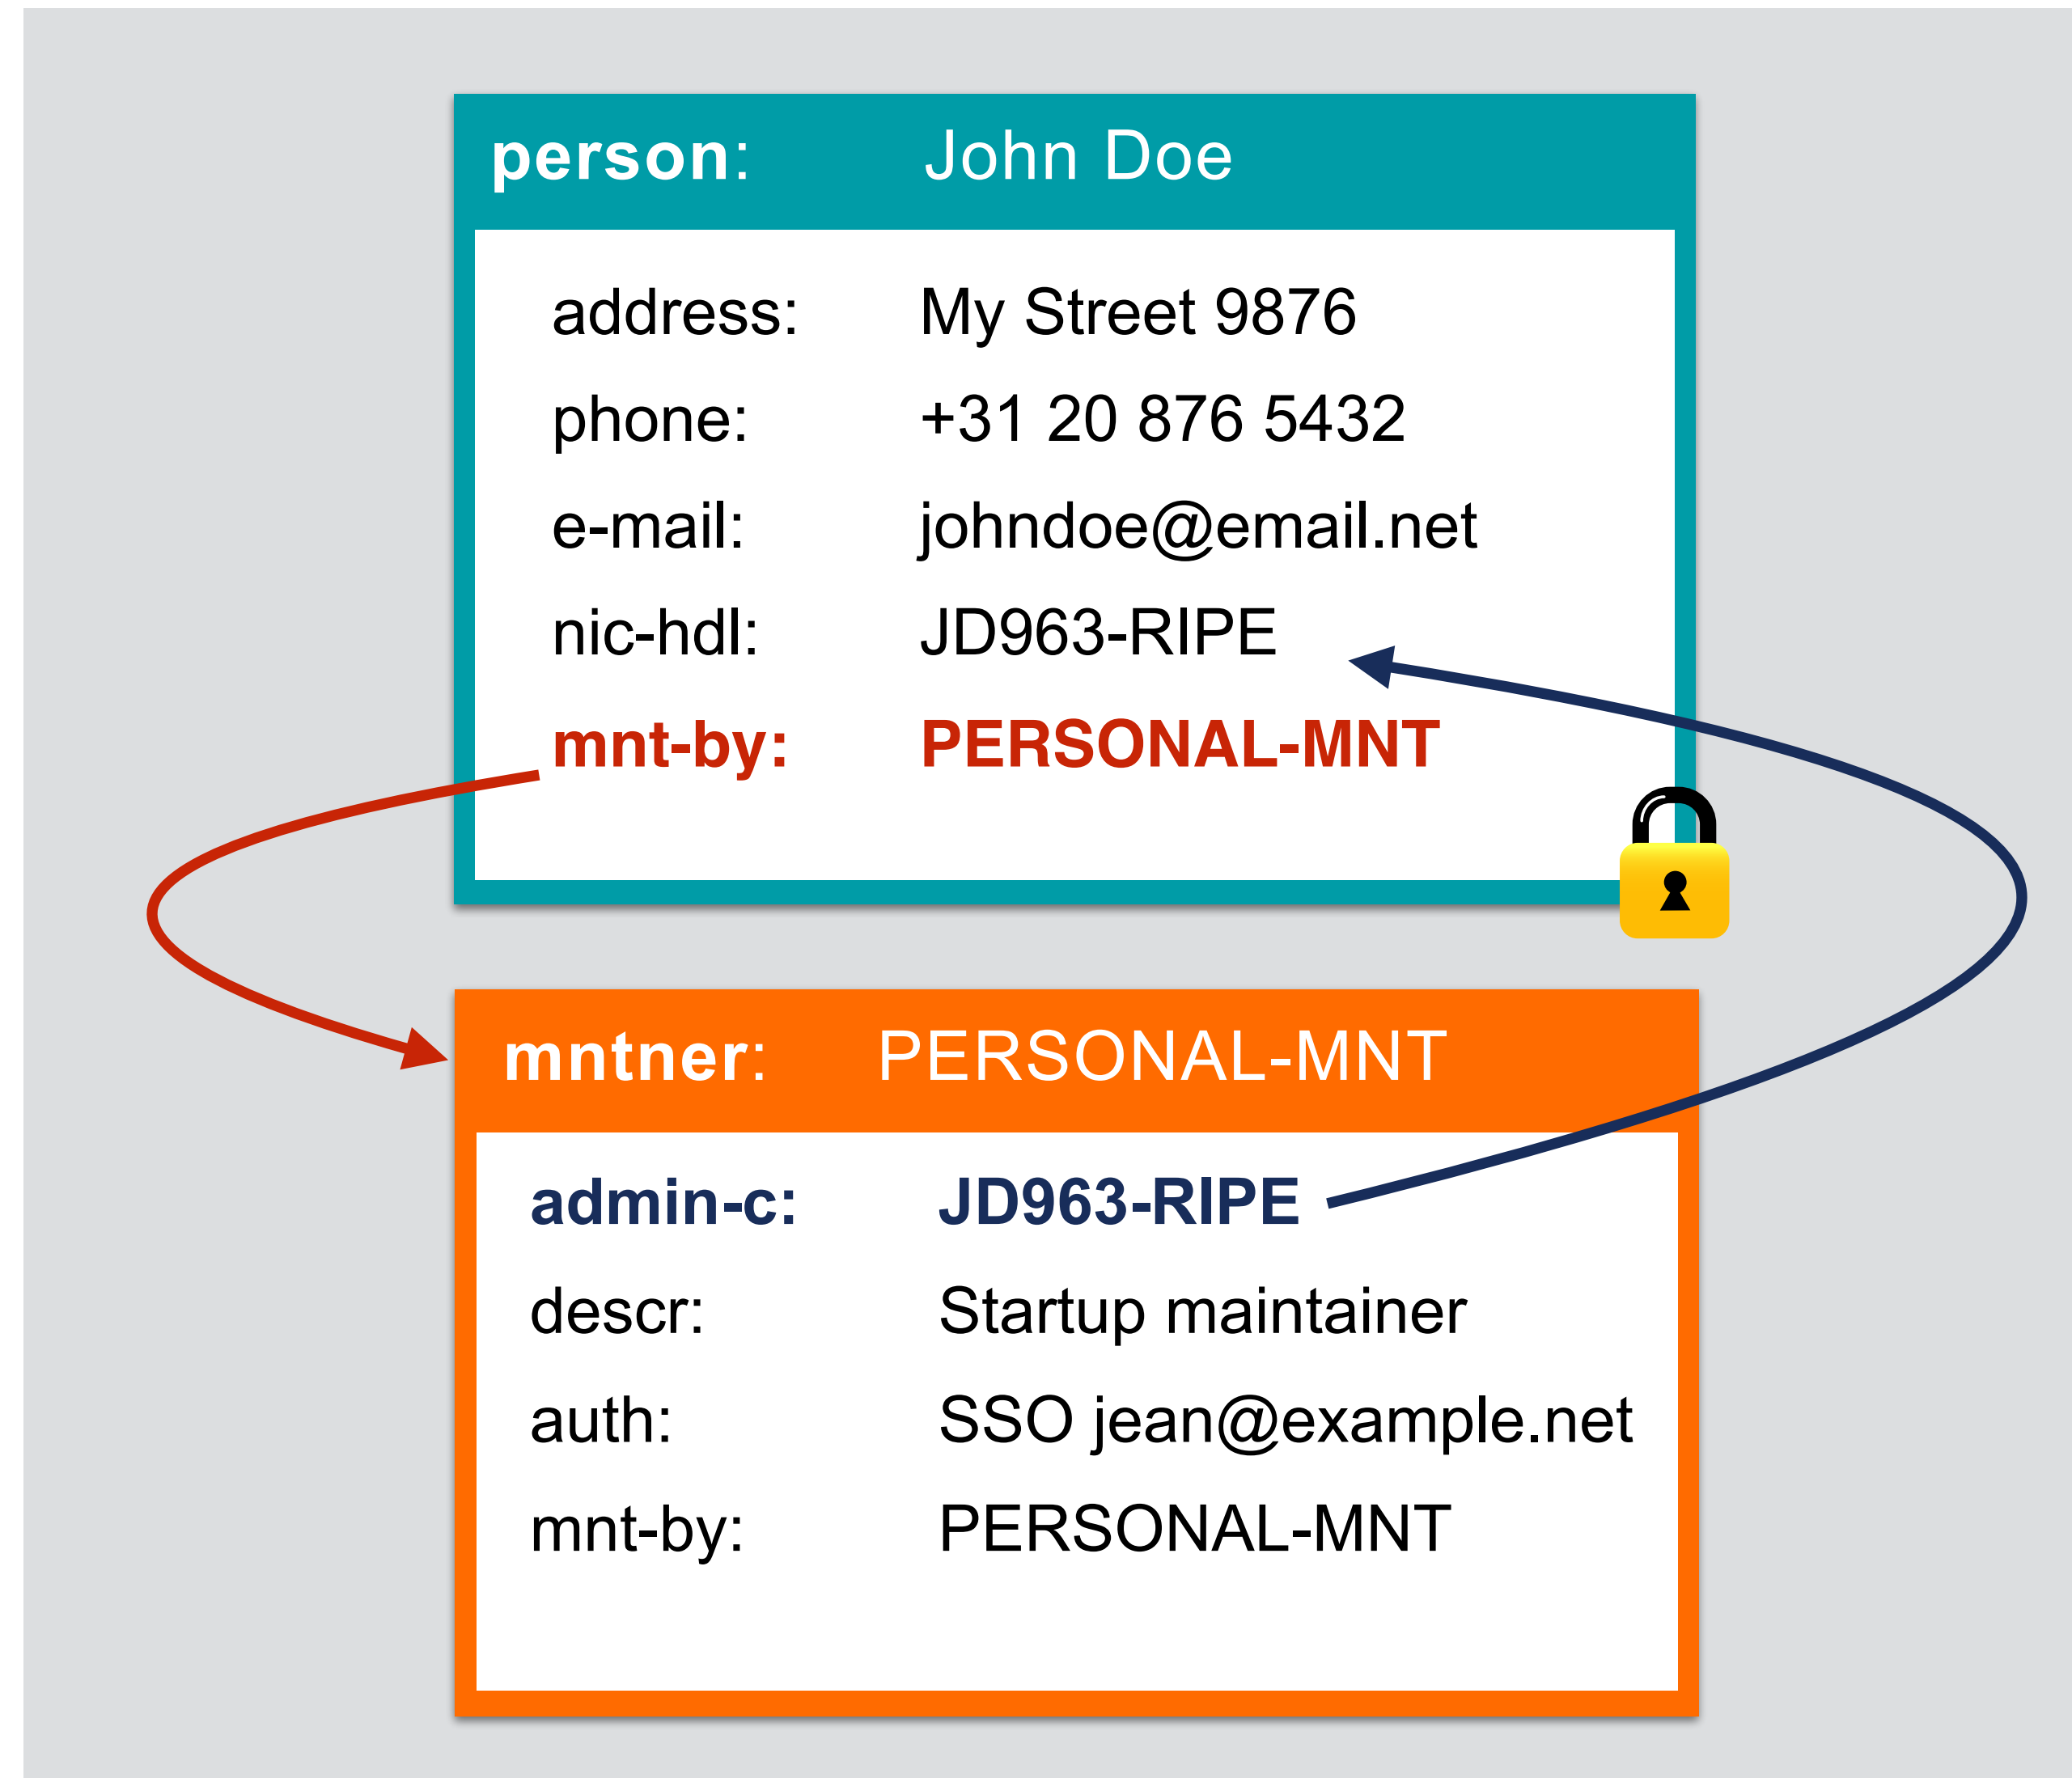 person: John Doe
address: My Street 9876
phone: +31 20 876 5432
e-mail: johndoe@email.net
nic-hdl: JD963-RIPE
mnt-by: PERSONAL-MNT
mntner: PERSONAL-MNT
admin-c: JD963-RIPE
descr: Startup maintainer
auth: SSO jean@example.net
mnt-by: PERSONAL-MNT